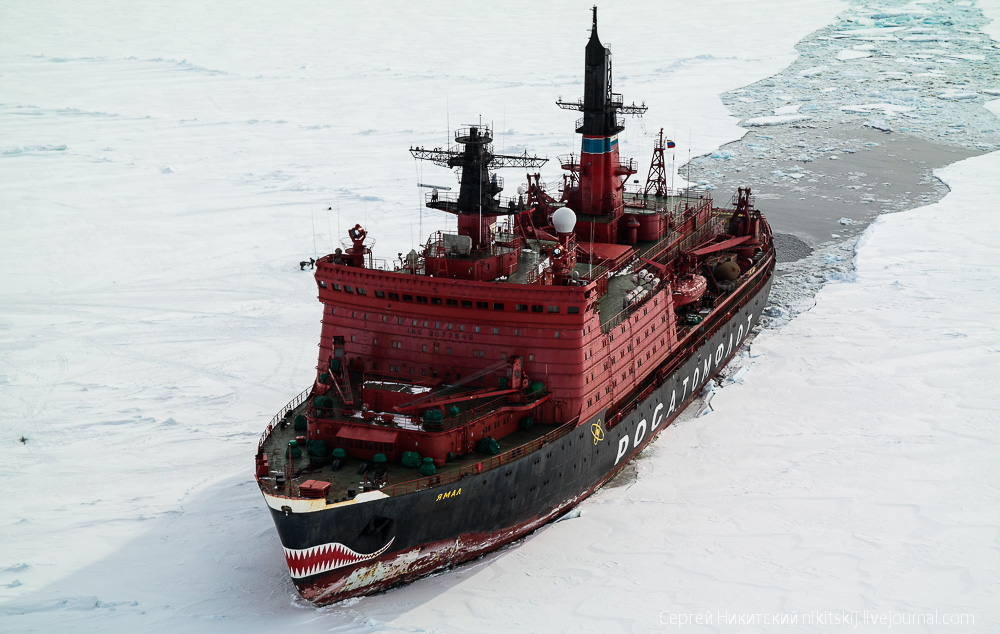 ЯМАЛ
РОСАТОМФЛОТ
Сергей Никитский nikitskij.livejournal.com